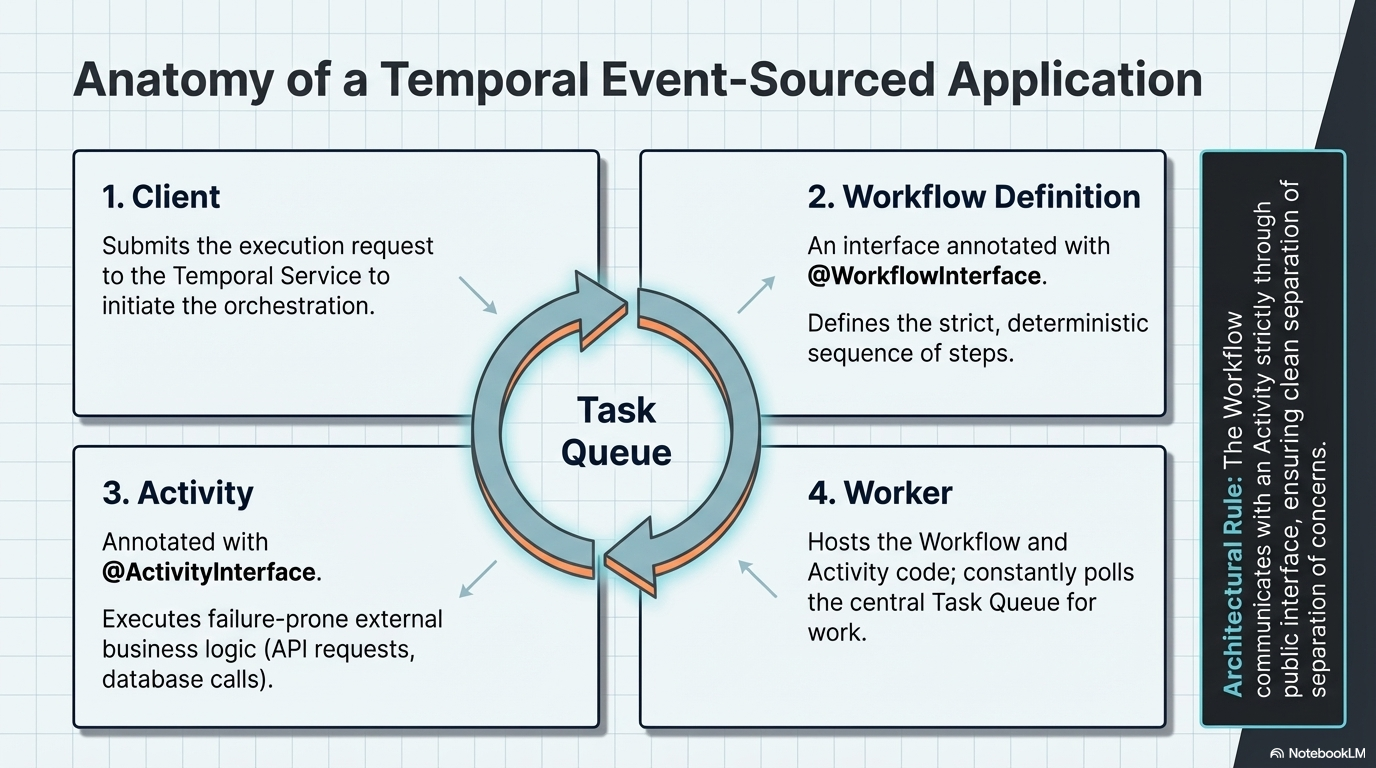 Anatomy of a Temporal Event-Sourced Application
1. Client
Submits the execution request
to the Temporal Service to
initiate the orchestration.
2. Workflow Definition
An interface annotated with
@WorkflowInterface.
Defines the strict, deterministic
sequence of steps.
Task
Queue
3. Activity
Annotated with
@ActivityInterface.
Executes failure-prone external
business logic (API requests,
database calls).
4. Worker
Hosts the Workflow and
Activity code; constantly polls
the central Task Queue for
work.
Architectural Rule: The Workflow
communicates with an Activity strictly through
public interface, ensuring clean separation of
separation of concerns.
NotebookLM